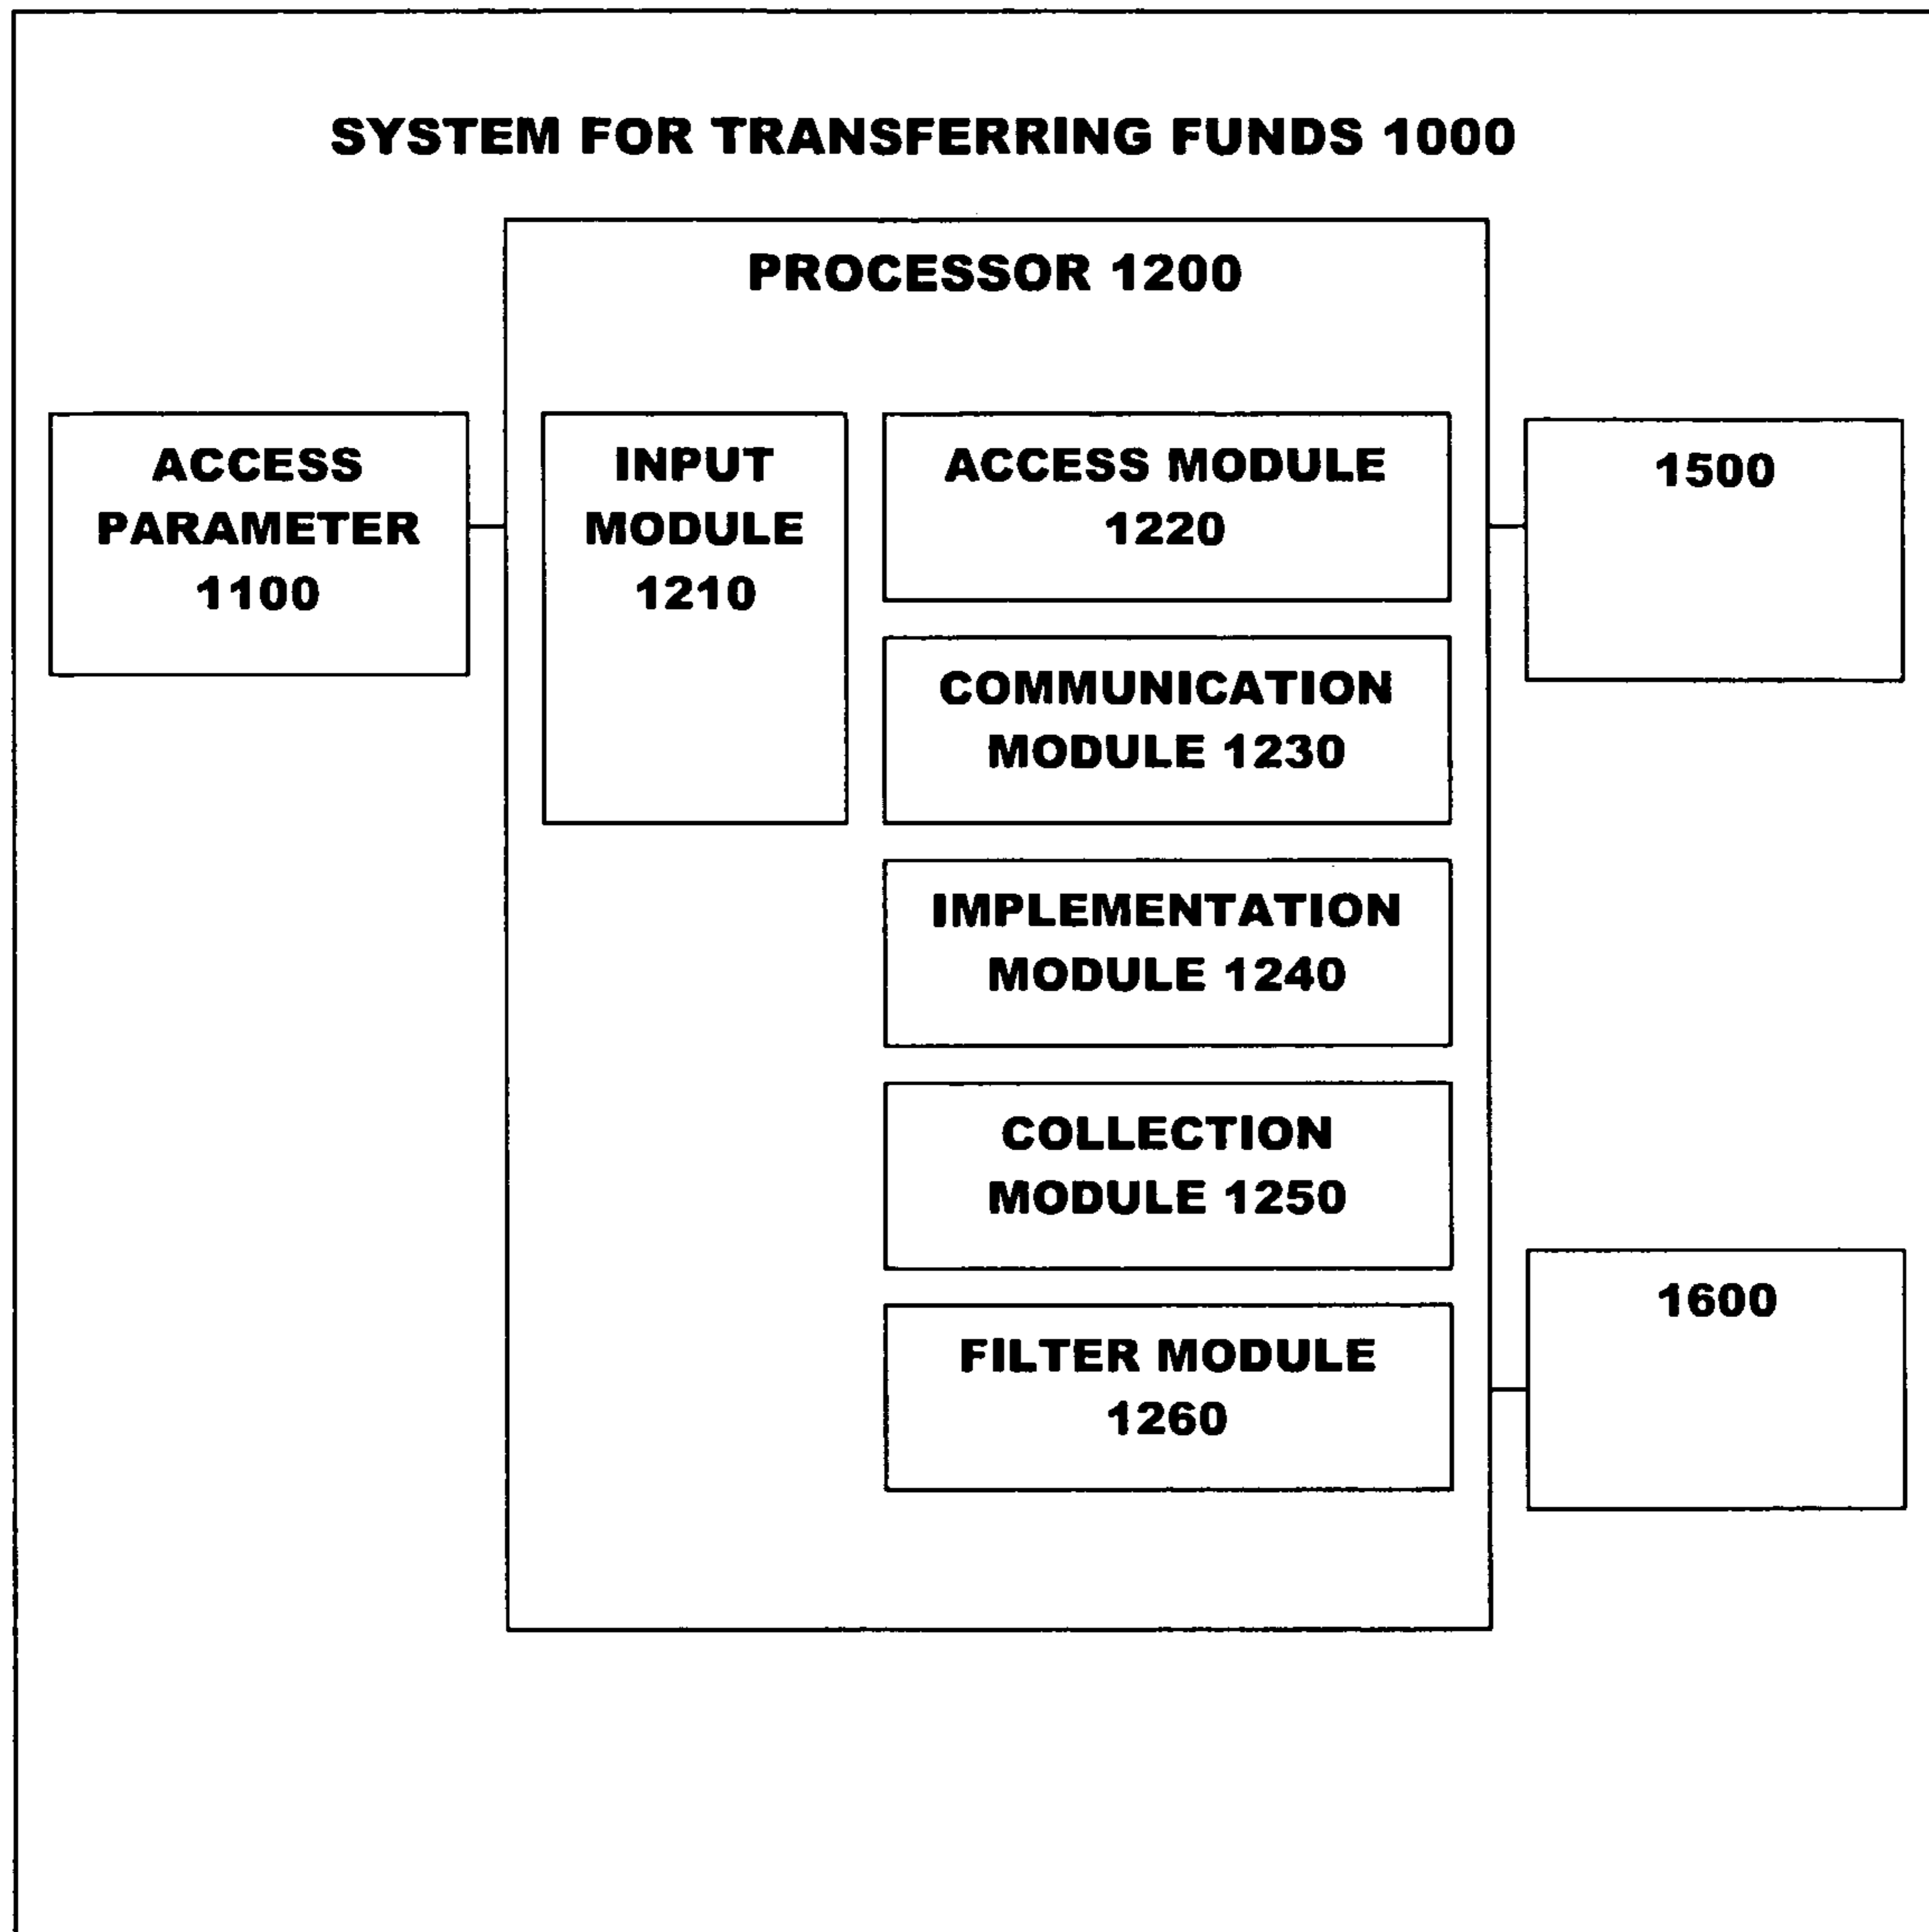 SYSTEM FOR TRANSFERRING FUNDS 1000
PROCESSOR 1200
ACCESS
PARAMETER
1100
INPUT
MODULE
1210
ACCESS MODULE
1220
COMMUNICATION
MODULE 1230
IMPLEMENTATION
MODULE 1240
COLLECTION
MODULE 1250
FILTER MODULE
1260
1500
1600